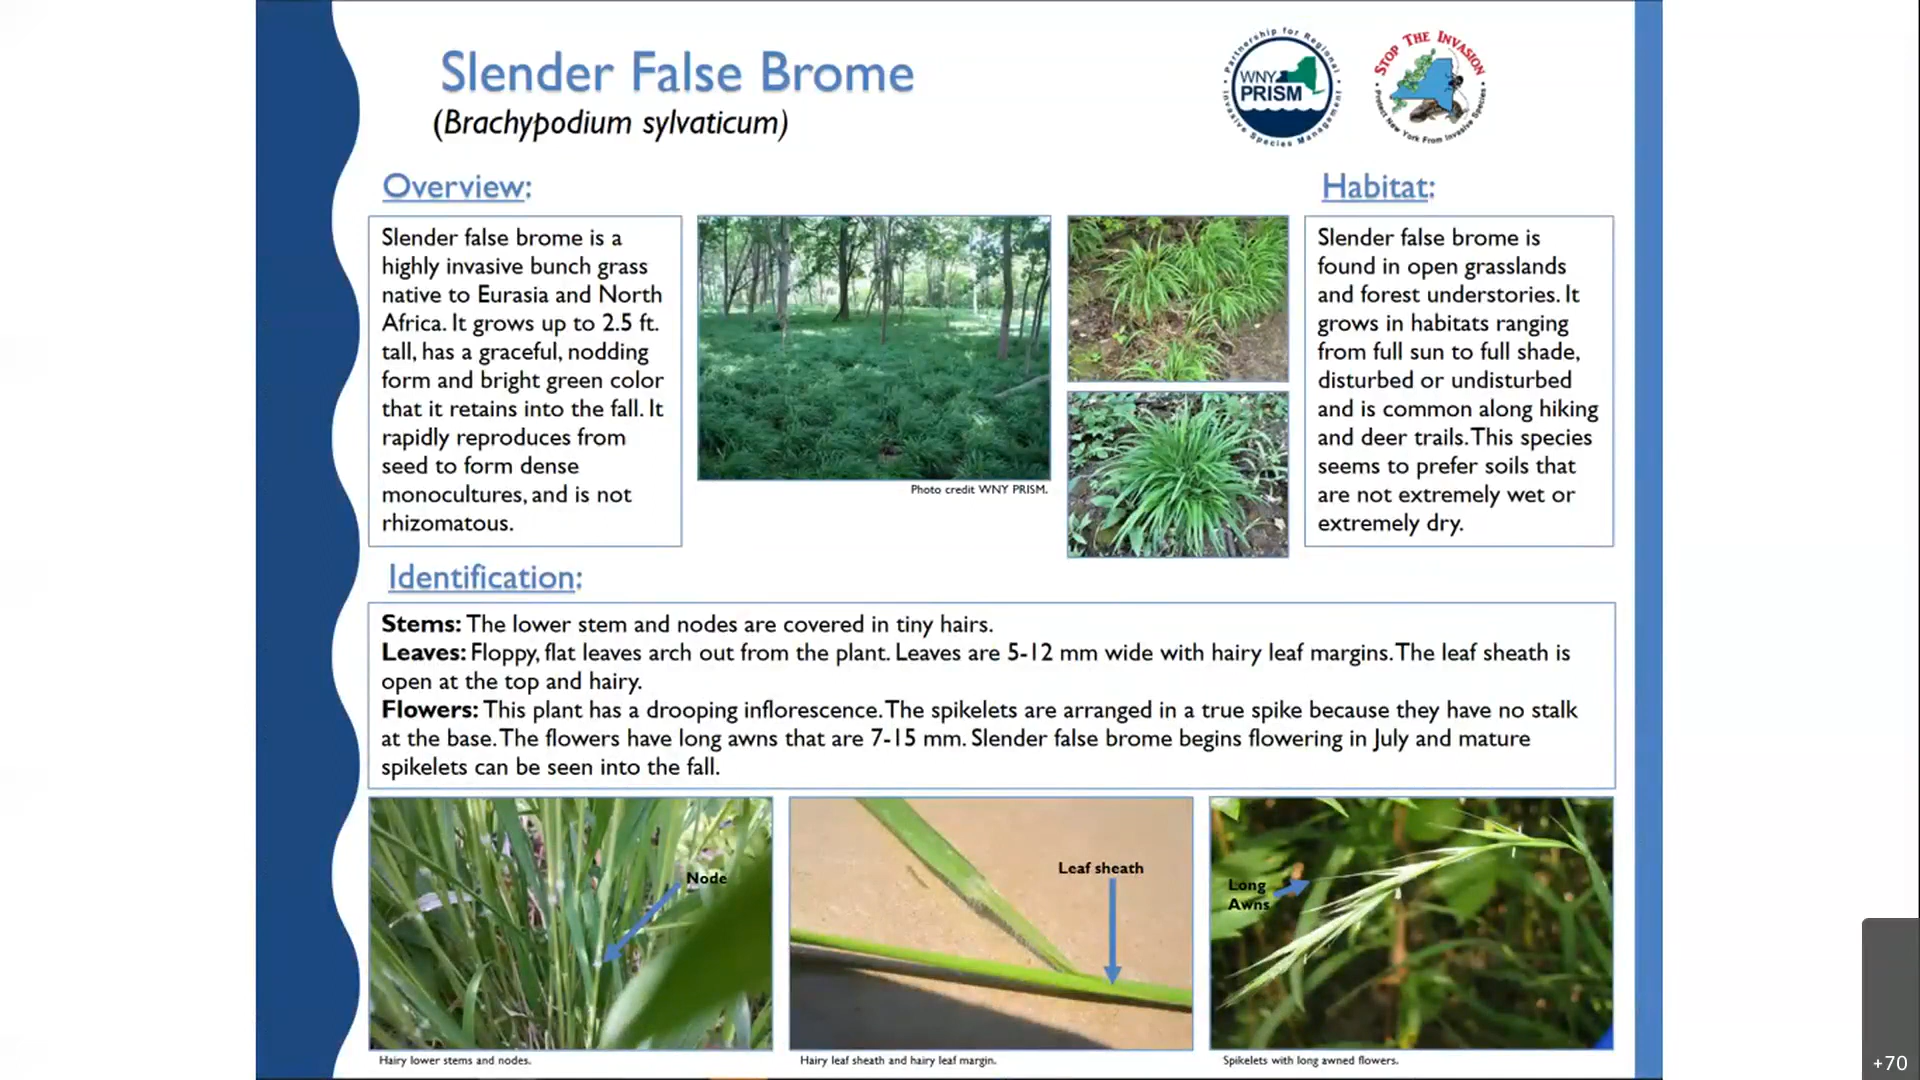 Slender False Brome
(Brachypodium sylvaticum)
Partnership for Regional
WNY
PRISM
Invasive Species Management
STOP THE INVASION
Protect New York From Invasive Species
Overview:
Slender false brome is a
highly invasive bunch grass
native to Eurasia and North
Africa. It grows up to 2.5 ft.
tall, has a graceful, nodding
form and bright green color
that it retains into the fall. It
rapidly reproduces from
seed to form dense
monocultures, and is not
rhizomatous.
Photo credit WNY PRISM.
Habitat:
Slender false brome is
found in open grasslands
and forest understories. It
grows in habitats ranging
from full sun to full shade,
disturbed or undisturbed
and is common along hiking
and deer trails. This species
seems to prefer soils that
are not extremely wet or
extremely dry.
Identification:
Stems: The lower stem and nodes are covered in tiny hairs.
Leaves: Floppy, flat leaves arch out from the plant. Leaves are 5-12 mm wide with hairy leaf margins. The leaf sheath is
open at the top and hairy.
Flowers: This plant has a drooping inflorescence. The spikelets are arranged in a true spike because they have no stalk
at the base. The flowers have long awns that are 7-15 mm. Slender false brome begins flowering in July and mature
spikelets can be seen into the fall.
Node
Hairy lower stems and nodes.
Leaf sheath
Hairy leaf sheath and hairy leaf margin.
Long
Awns
Spikelets with long awned flowers.
+70